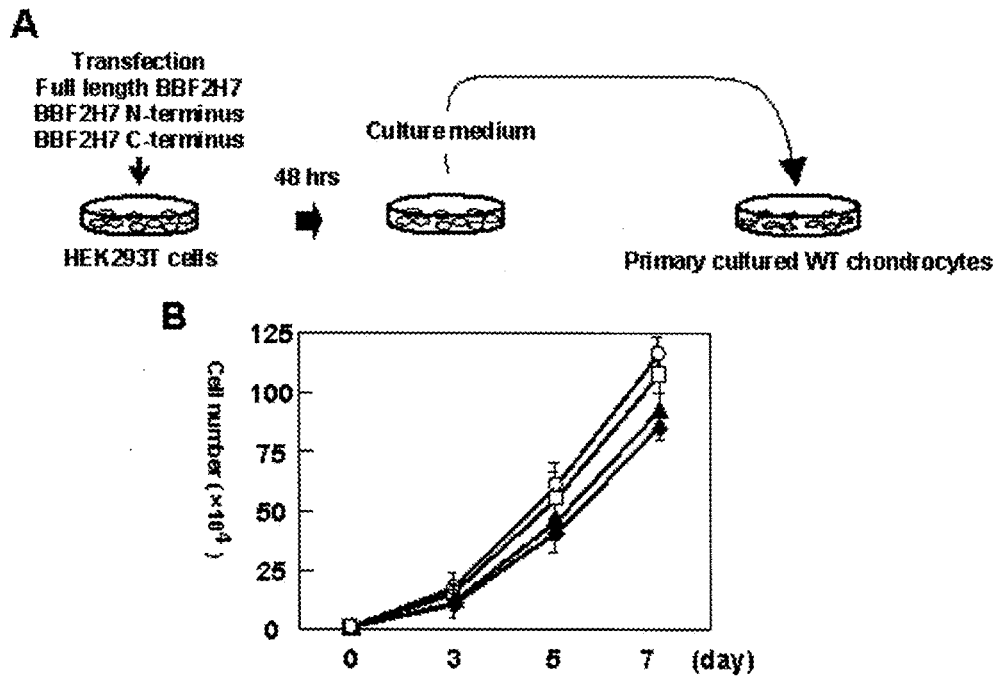 A
Transfection
Full length BBF2H7
BBF2H7 N-terminus
BBF2H7 C-terminus
48 hrs
Culture medium
HEK293T cells
Primary cultured WT chondrocytes
B
Cell number (×10⁴)
125
100
75
50
25
0
0 3 5 7 (day)